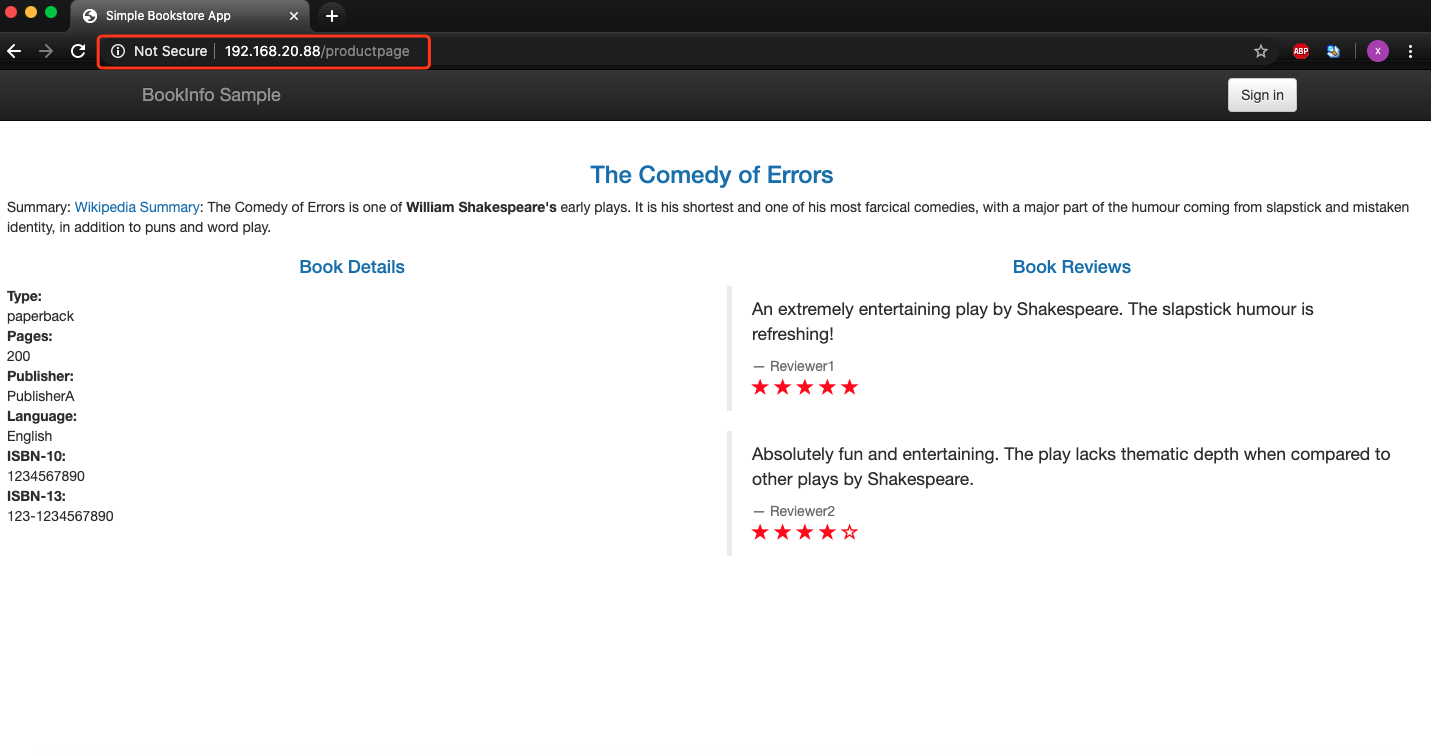 Simple Bookstore App
Not Secure 192.168.20.88/productpage
ABP
X
BookInfo Sample
Sign in
The Comedy of Errors
Summary: Wikipedia Summary: The Comedy of Errors is one of William Shakespeare's early plays. It is his shortest and one of his most farcical comedies, with a major part of the humour coming from slapstick and mistaken
identity, in addition to puns and word play.
Book Details
Type:
paperback
Pages:
200
Publisher:
PublisherA
Language:
English
ISBN-10:
1234567890
ISBN-13:
123-1234567890
Book Reviews
An extremely entertaining play by Shakespeare. The slapstick humour is
refreshing!
— Reviewer1
★★★★★
Absolutely fun and entertaining. The play lacks thematic depth when compared to
other plays by Shakespeare.
— Reviewer2
★★★★☆